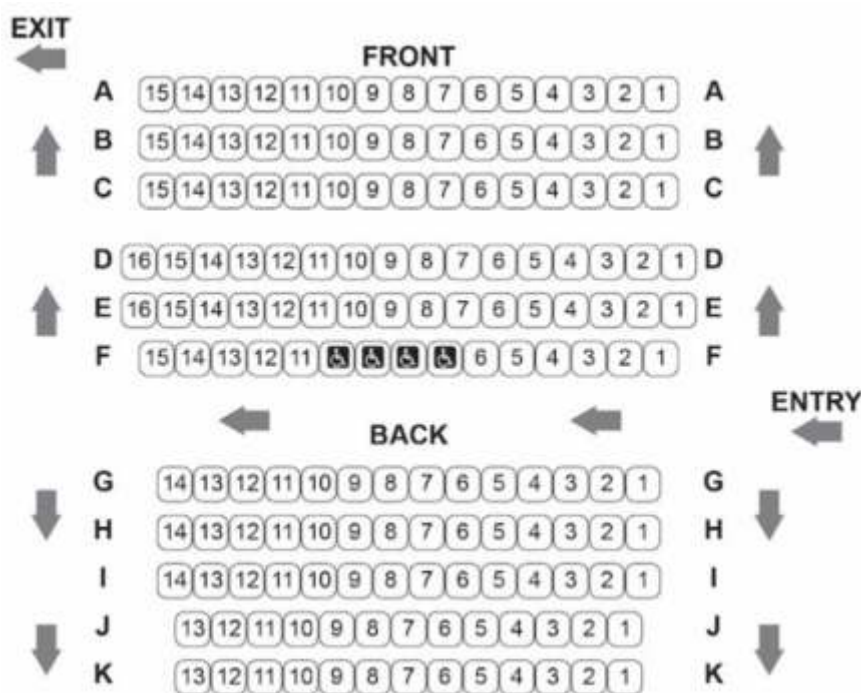 EXIT
FRONT
A 15 14 13 12 11 10 9 8 7 6 5 4 3 2 1 A
B 15 14 13 12 11 10 9 8 7 6 5 4 3 2 1 B
C 15 14 13 12 11 10 9 8 7 6 5 4 3 2 1 C
D 16 15 14 13 12 11 10 9 8 7 6 5 4 3 2 1 D
E 16 15 14 13 12 11 10 9 8 7 6 5 4 3 2 1 E
F 15 14 13 12 11 6 5 4 3 2 1 F
ENTRY
BACK
G 14 13 12 11 10 9 8 7 6 5 4 3 2 1 G
H 14 13 12 11 10 9 8 7 6 5 4 3 2 1 H
I 14 13 12 11 10 9 8 7 6 5 4 3 2 1 I
J 13 12 11 10 9 8 7 6 5 4 3 2 1 J
K 13 12 11 10 9 8 7 6 5 4 3 2 1 K